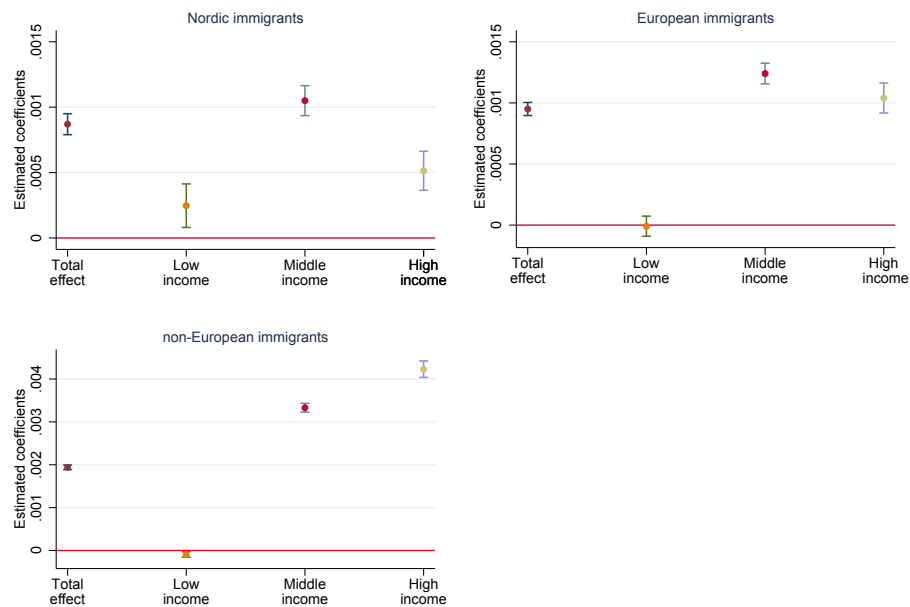 Nordic immigrants
Estimated coefficients
.0015
.001
.0005
0
Total
effect
Low
income
Middle
income
High
income
European immigrants
Estimated coefficients
.0015
.001
.0005
0
Total
effect
Low
income
Middle
income
High
income
non-European immigrants
Estimated coefficients
.004
.003
.002
.001
0
Total
effect
Low
income
Middle
income
High
income